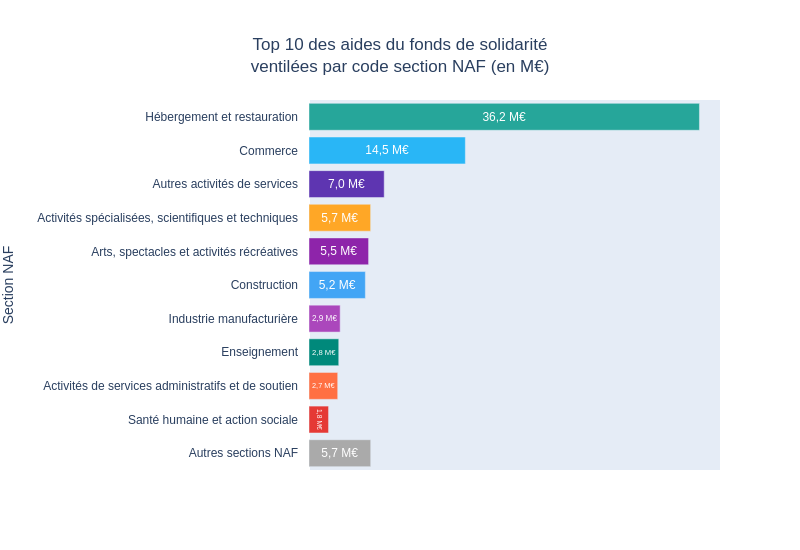 Top 10 des aides du fonds de solidarité
ventilées par code section NAF (en M€)
Section NAF
Hébergement et restauration 36,2 M€
Commerce 14,5 M€
Autres activités de services 7,0 M€
Activités spécialisées, scientifiques et techniques 5,7 M€
Arts, spectacles et activités récréatives 5,5 M€
Construction 5,2 M€
Industrie manufacturière 2,9 M€
Enseignement 2,8 M€
Activités de services administratifs et de soutien 2,7 M€
Santé humaine et action sociale 1,8 M€
Autres sections NAF 5,7 M€